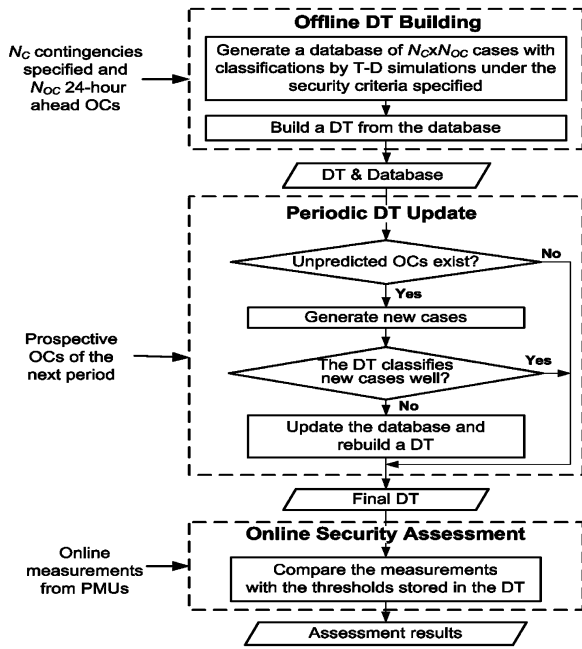 Offline DT Building
NC contingencies
specified and
NOC 24-hour
ahead OCs
Generate a database of NCxNOC cases with
classifications by T-D simulations under the
security criteria specified
Build a DT from the database
DT & Database
Periodic DT Update
Unpredicted OCs exist?
No
Yes
Generate new cases
Prospective
OCs of the
next period
The DT classifies
new cases well?
Yes
No
Update the database and
rebuild a DT
Final DT
Online Security Assessment
Online
measurements
from PMUs
Compare the measurements
with the thresholds stored in the DT
Assessment results